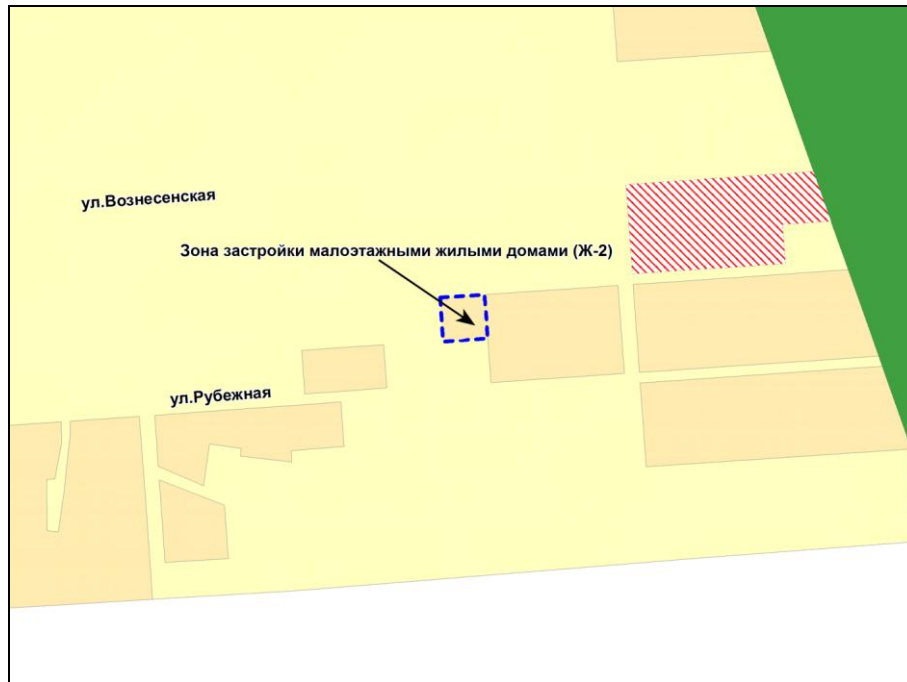 ул.Вознесенская
Зона застройки малоэтажными жилыми домами (Ж-2)
ул.Рубежная